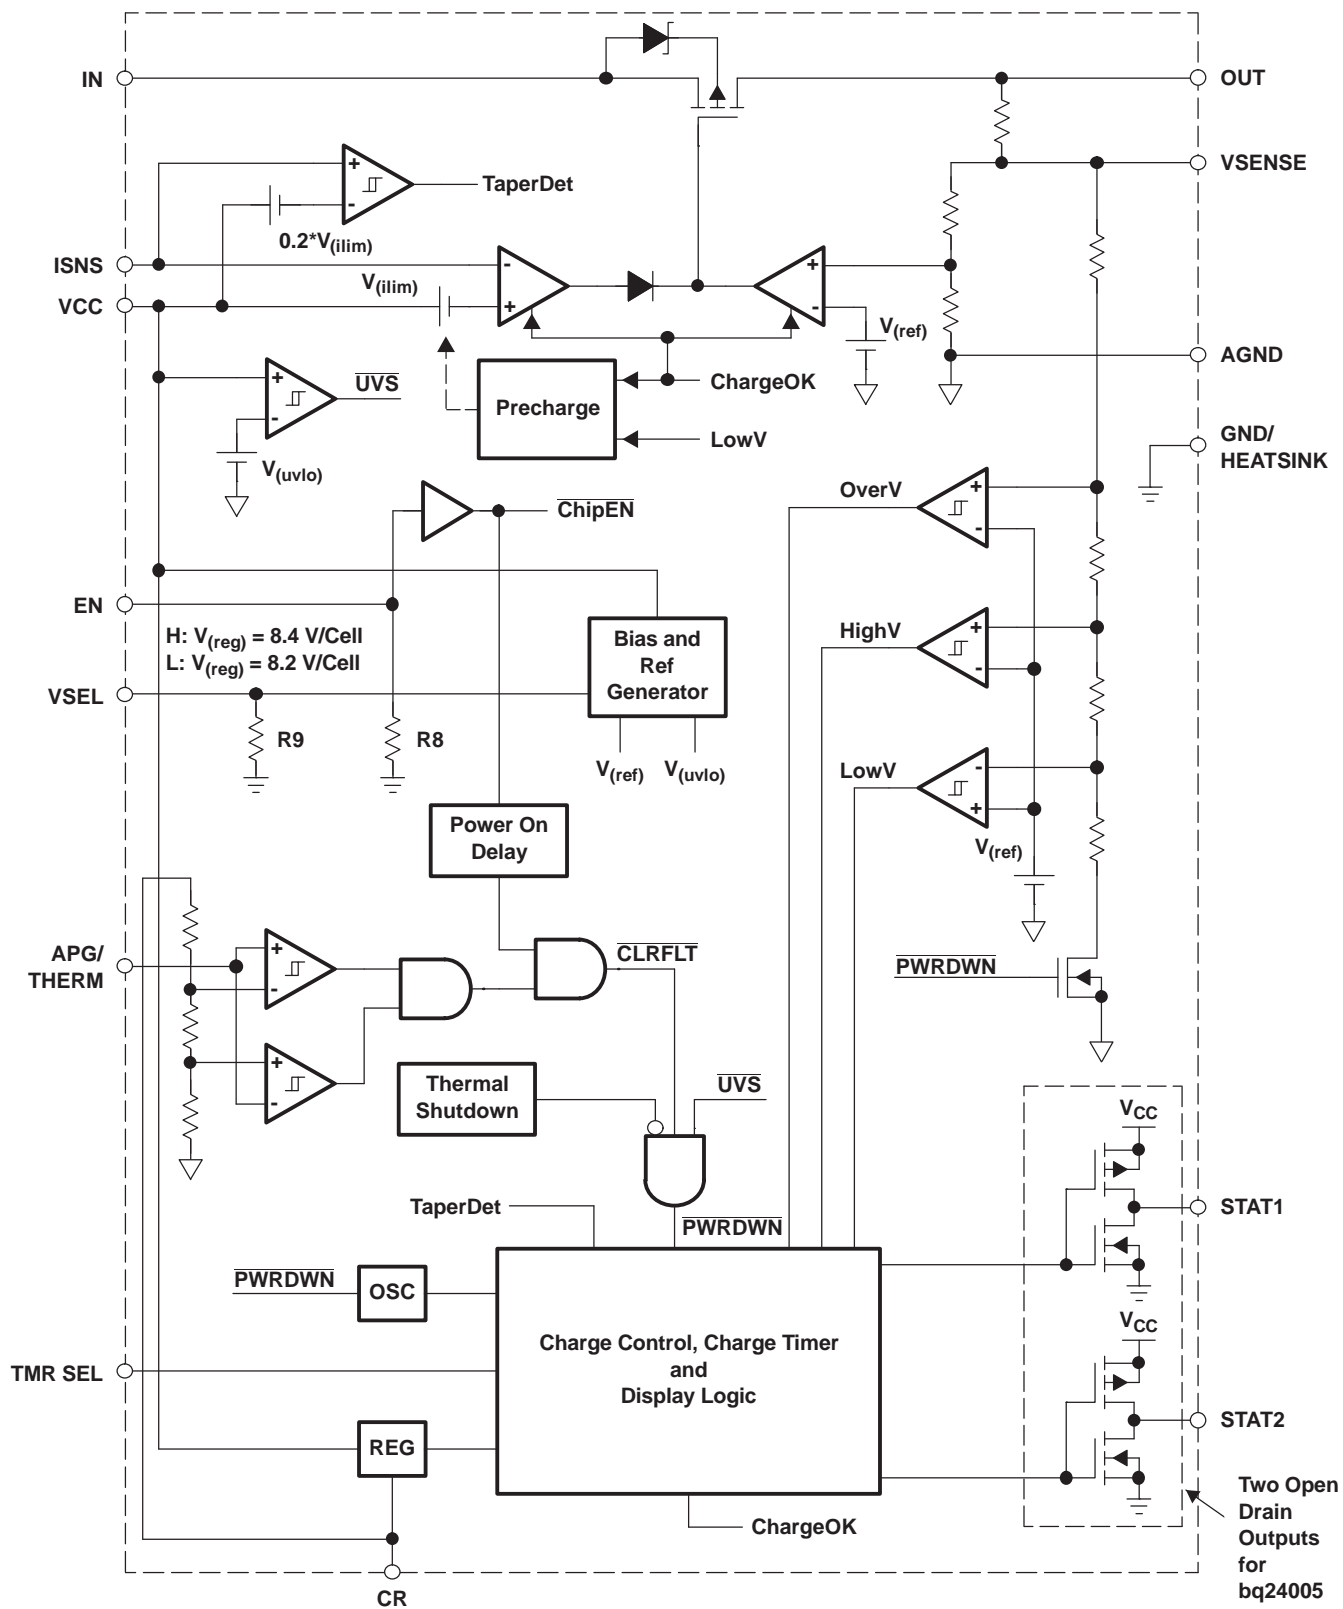 IN
OUT
+
-
TaperDet
0.2*V(ilim)
VSENSE
ISNS
VCC
V(ilim)
-
+
+
-
V(ref)
AGND
+
-
UVS
V(uvlo)
Precharge
ChargeOK
LowV
GND/
HEATSINK
OverV
+
-
ChipEN
EN
H: V(reg) = 8.4 V/Cell
L: V(reg) = 8.2 V/Cell
VSEL
R9
R8
Bias and
Ref
Generator
V(ref)
V(uvlo)
HighV
+
-
LowV
-
+
V(ref)
Power On
Delay
APG/
THERM
+
-
+
-
CLRFLT
PWRDWN
Thermal
Shutdown
UVS
VCC
STAT1
TaperDet
PWRDWN
PWRDWN
OSC
Charge Control, Charge Timer
and
Display Logic
TMR SEL
REG
VCC
STAT2
ChargeOK
CR
Two Open
Drain
Outputs
for
bq24005